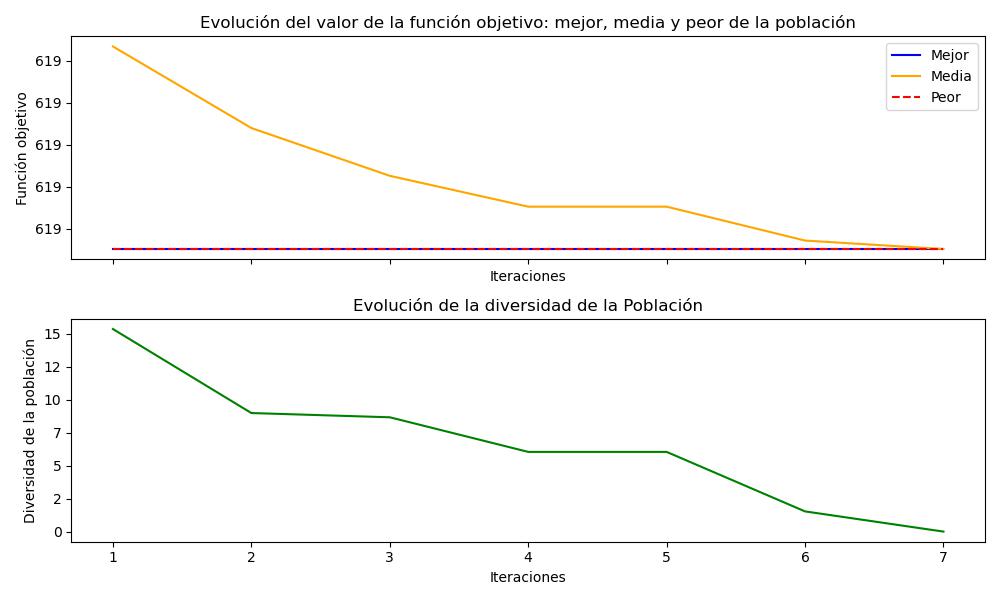 Evolución del valor de la función objetivo: mejor, media y peor de la población
Función objetivo
619
619
619
619
619
Mejor
Media
Peor
Iteraciones
Evolución de la diversidad de la Población
Diversidad de la población
15
12
10
7
5
2
0
1 2 3 4 5 6 7
Iteraciones